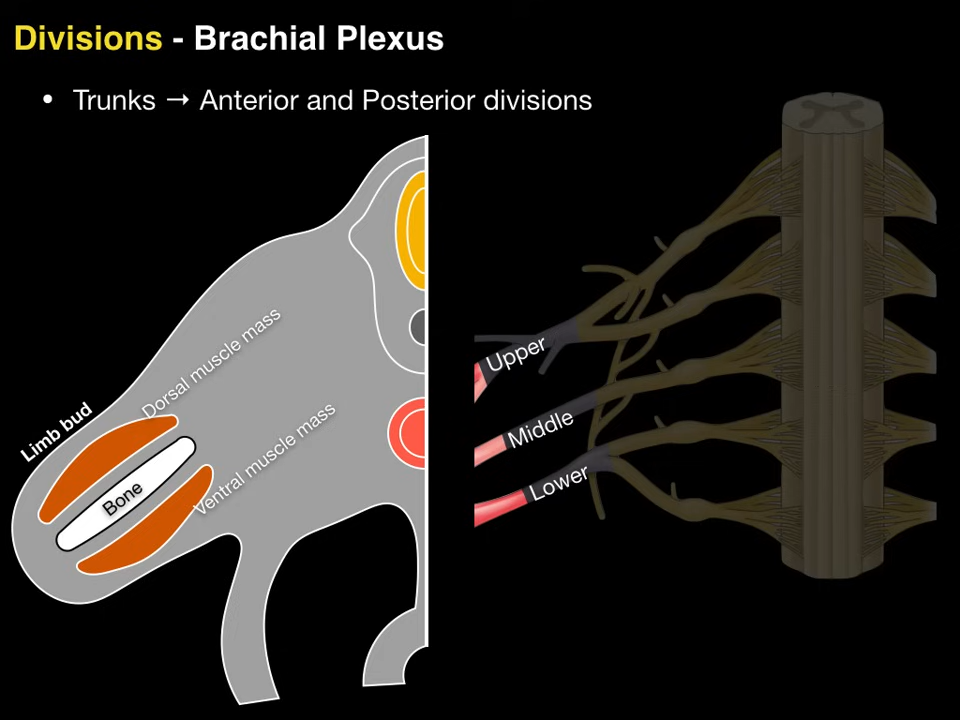 Divisions - Brachial Plexus
• Trunks → Anterior and Posterior divisions
Dorsal muscle mass
Limb bud
Ventral muscle mass
Bone
Upper
Middle
Lower